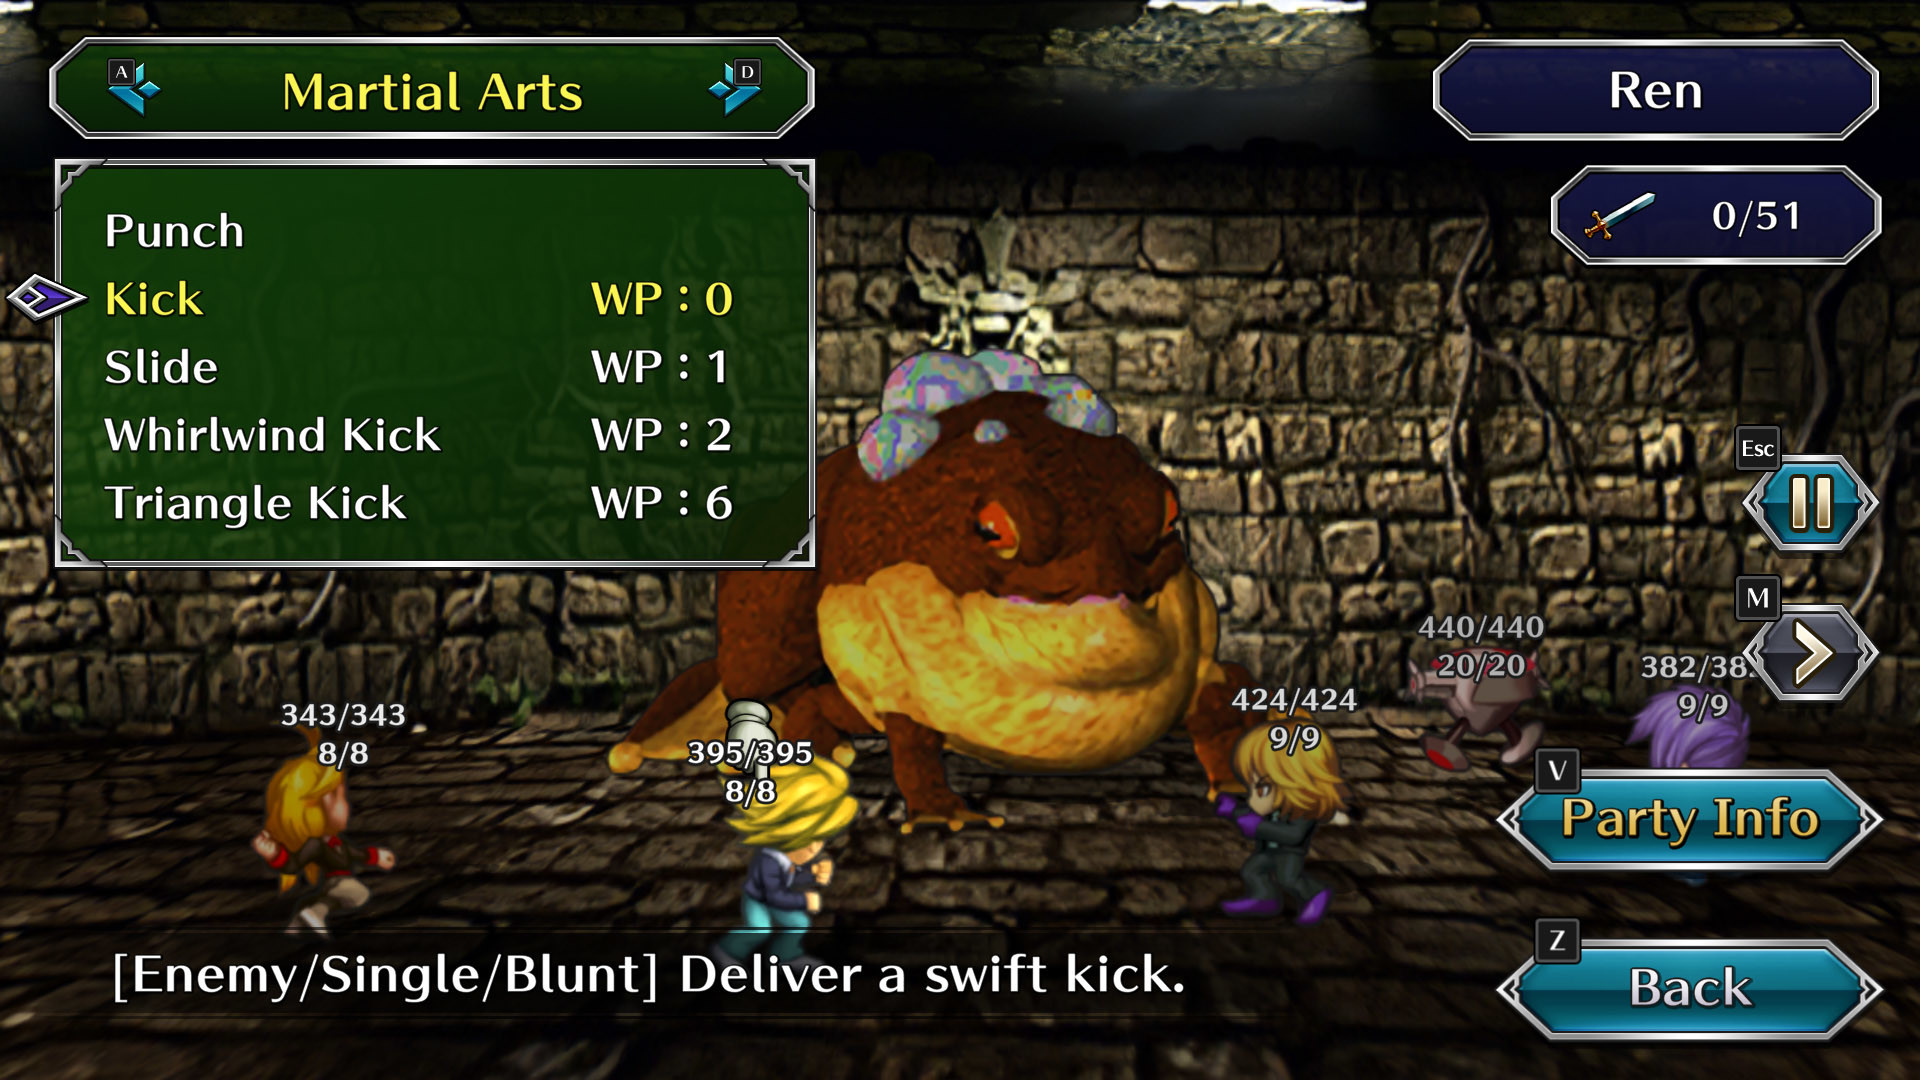 A
Martial Arts
D
Ren
0/51
Punch
Kick WP : 0
Slide WP : 1
Whirlwind Kick WP : 2
Triangle Kick WP : 6
Esc
M
440/440
20/20
382/38
9/9
424/424
9/9
343/343
8/8
395/395
8/8
V
Party Info
Z
Back
[Enemy/Single/Blunt] Deliver a swift kick.